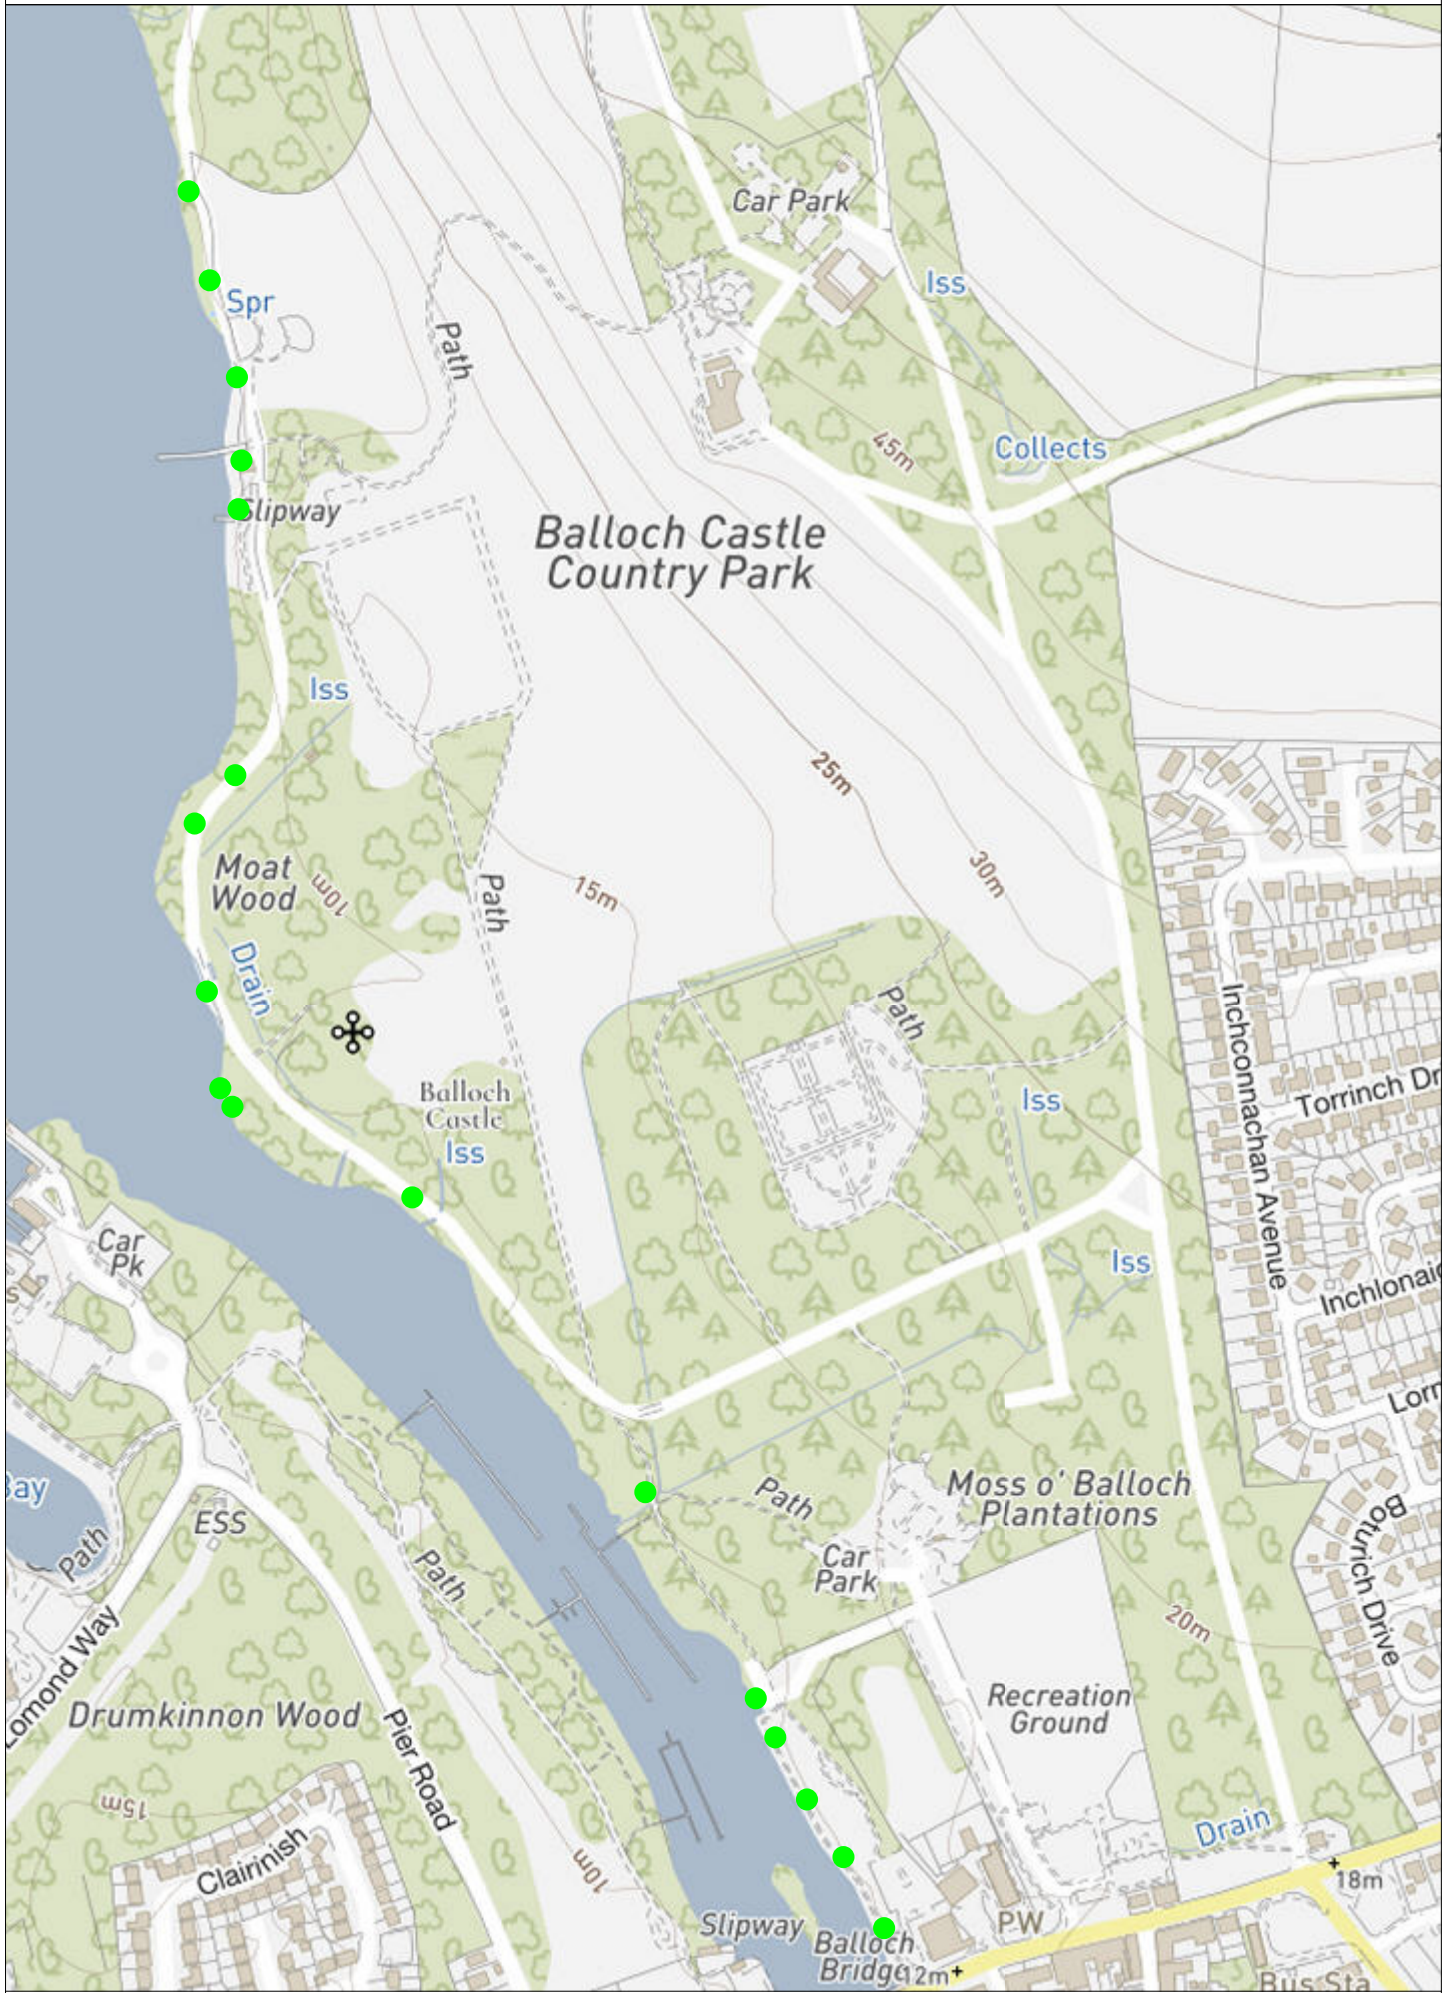 Car Park
Iss
Spr
Path
45m
Collects
Slipway
Balloch Castle
Country Park
Iss
25m
Moat
Wood
10m
15m
Path
30m
Drain
Path
Inchconnachan Avenue
Balloch
Castle
Iss
Iss
Torrinch Dr
Car
Pk
Iss
s
Inchlonaig
Lorn
Bay
Path
ESS
Path
Path
Moss o' Balloch
Plantations
Car
Park
Boturich Drive
20m
Lomond Way
Drumkinnon Wood
Pier Road
Recreation
Ground
15m
Clairinish
10m
Drain
18m
Slipway
Balloch
Bridge
12m
PW
Bus Sta